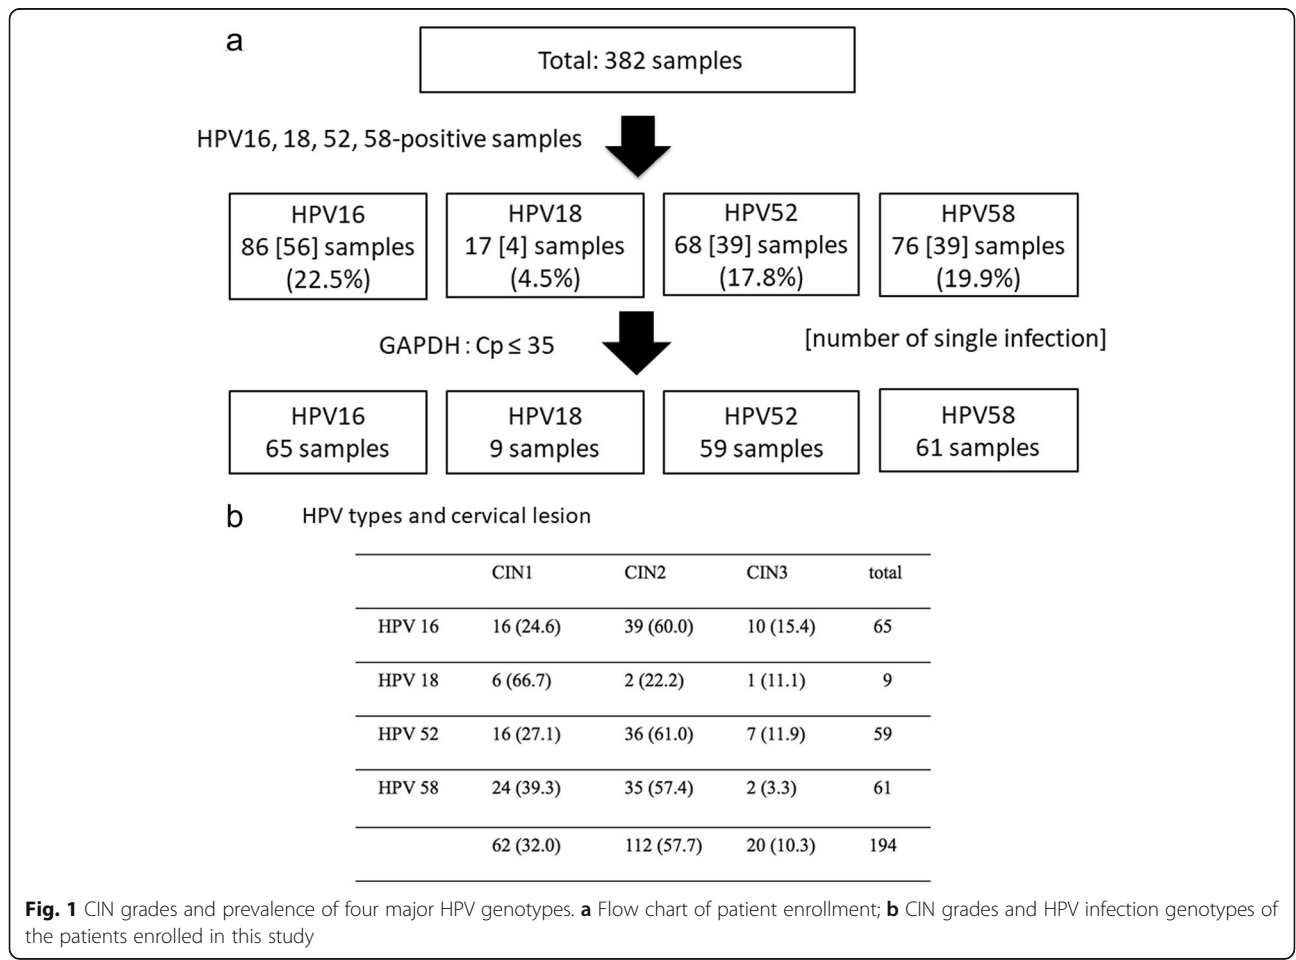 a
Total: 382 samples
HPV16, 18, 52, 58-positive samples
HPV16
86 [56] samples
(22.5%)
HPV18
17 [4] samples
(4.5%)
HPV52
68 [39] samples
(17.8%)
HPV58
76 [39] samples
(19.9%)
GAPDH : Cp ≤ 35
[number of single infection]
HPV16
65 samples
HPV18
9 samples
HPV52
59 samples
HPV58
61 samples
b HPV types and cervical lesion
CIN1 CIN2 CIN3 total
HPV 16 16 (24.6) 39 (60.0) 10 (15.4) 65
HPV 18 6 (66.7) 2 (22.2) 1 (11.1) 9
HPV 52 16 (27.1) 36 (61.0) 7 (11.9) 59
HPV 58 24 (39.3) 35 (57.4) 2 (3.3) 61
62 (32.0) 112 (57.7) 20 (10.3) 194
Fig. 1 CIN grades and prevalence of four major HPV genotypes. a Flow chart of patient enrollment; b CIN grades and HPV infection genotypes of
the patients enrolled in this study